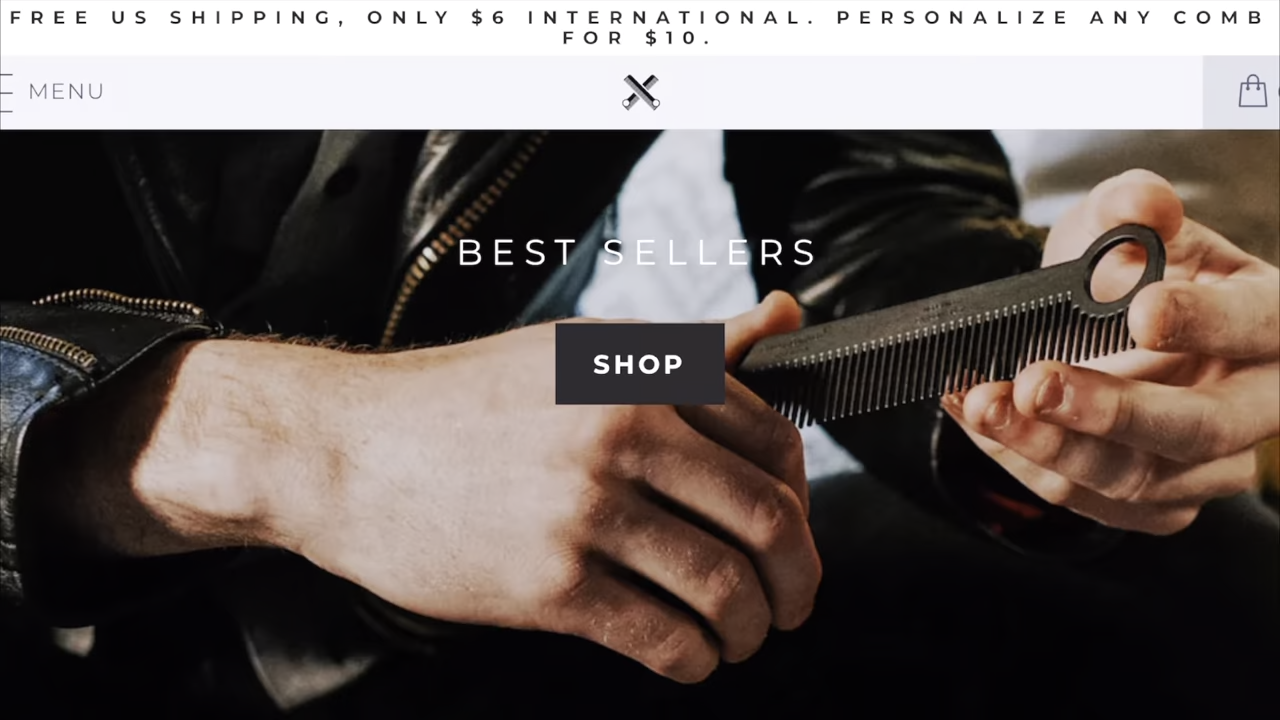 FREE US SHIPPING, ONLY $6 INTERNATIONAL. PERSONALIZE ANY COMB
FOR $10.
MENU
BEST SELLERS
SHOP